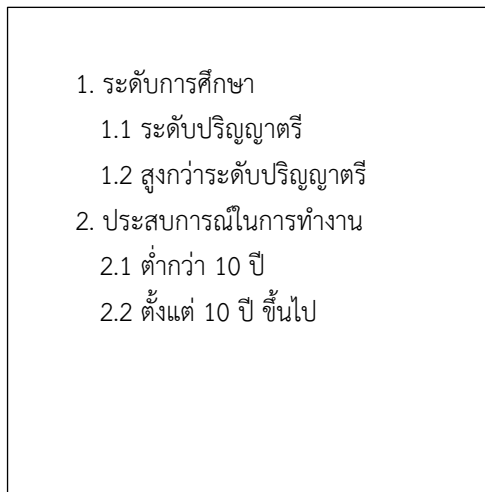 1. ระดับการศึกษา
1.1 ระดับปริญญาตรี
1.2 สูงกว่าระดับปริญญาตรี
2. ประสบการณ์ในการทำงาน
2.1 ต่ำกว่า 10 ปี
2.2 ตั้งแต่ 10 ปี ขึ้นไป